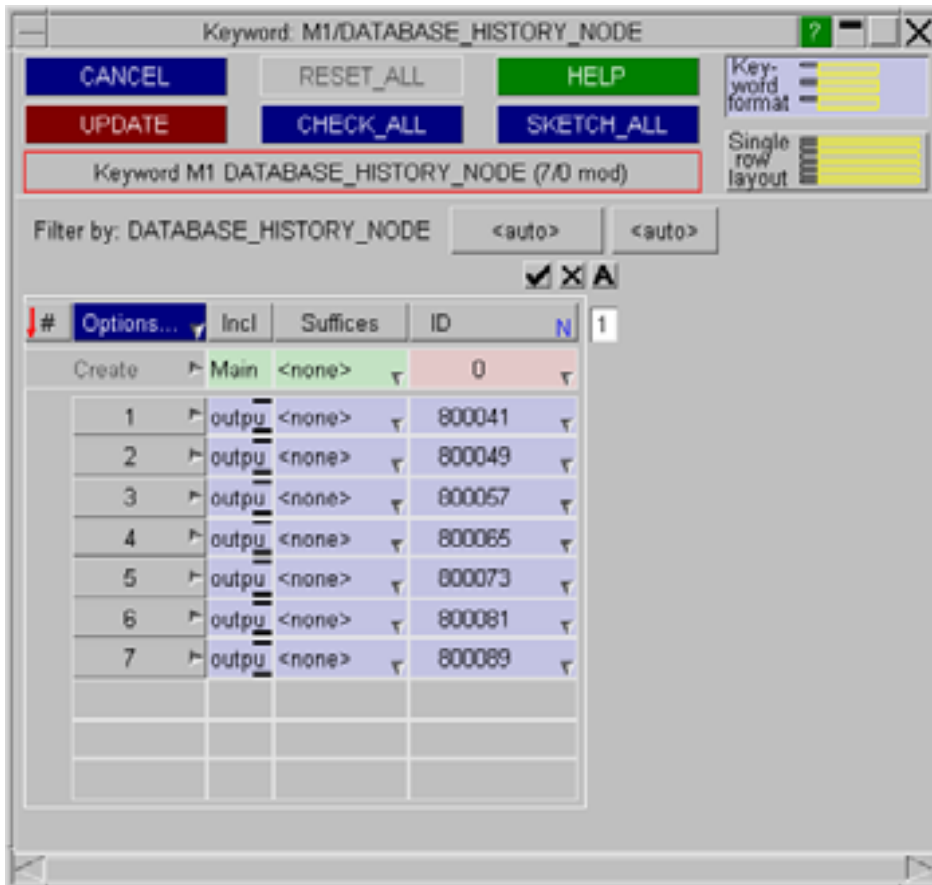 Keyword: M1/DATABASE_HISTORY_NODE ?
CANCEL RESET_ALL HELP
Key-
word
format
UPDATE CHECK_ALL SKETCH_ALL
Single
row
layout
Keyword M1 DATABASE_HISTORY_NODE (7/0 mod)
Filter by: DATABASE_HISTORY_NODE <auto> <auto>
A
# Options... Incl Suffices ID N 1
Create Main <none> 0
1 outpu <none> 800041
2 outpu <none> 800049
3 outpu <none> 800057
4 outpu <none> 800065
5 outpu <none> 800073
6 outpu <none> 800081
7 outpu <none> 800089